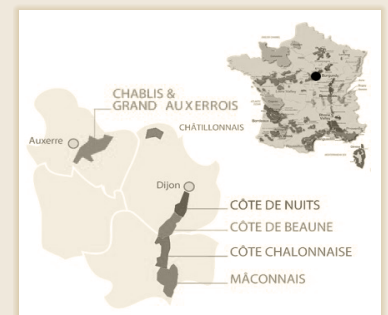 CHABLIS &
GRAND AUXERROIS
CHÂTILLONNAIS
Auxerre
Dijon
CÔTE DE NUITS
CÔTE DE BEAUNE
CÔTE CHALONNAISE
MÂCONNAIS